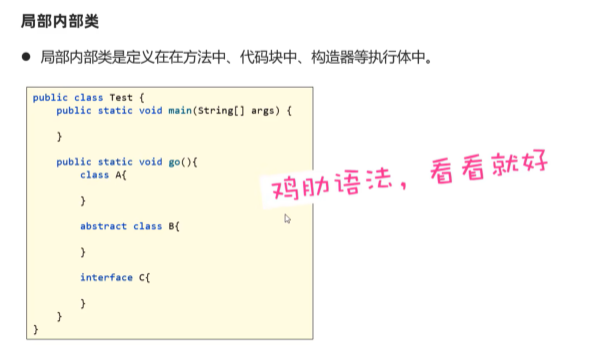 局部内部类
● 局部内部类是定义在在方法中、代码块中、构造器等执行体中。
public class Test {
    public static void main(String[] args) {

    }

    public static void go(){
        class A{

        }

        abstract class B{

        }

        interface C{

        }
    }
}
鸡肋语法，看看就好